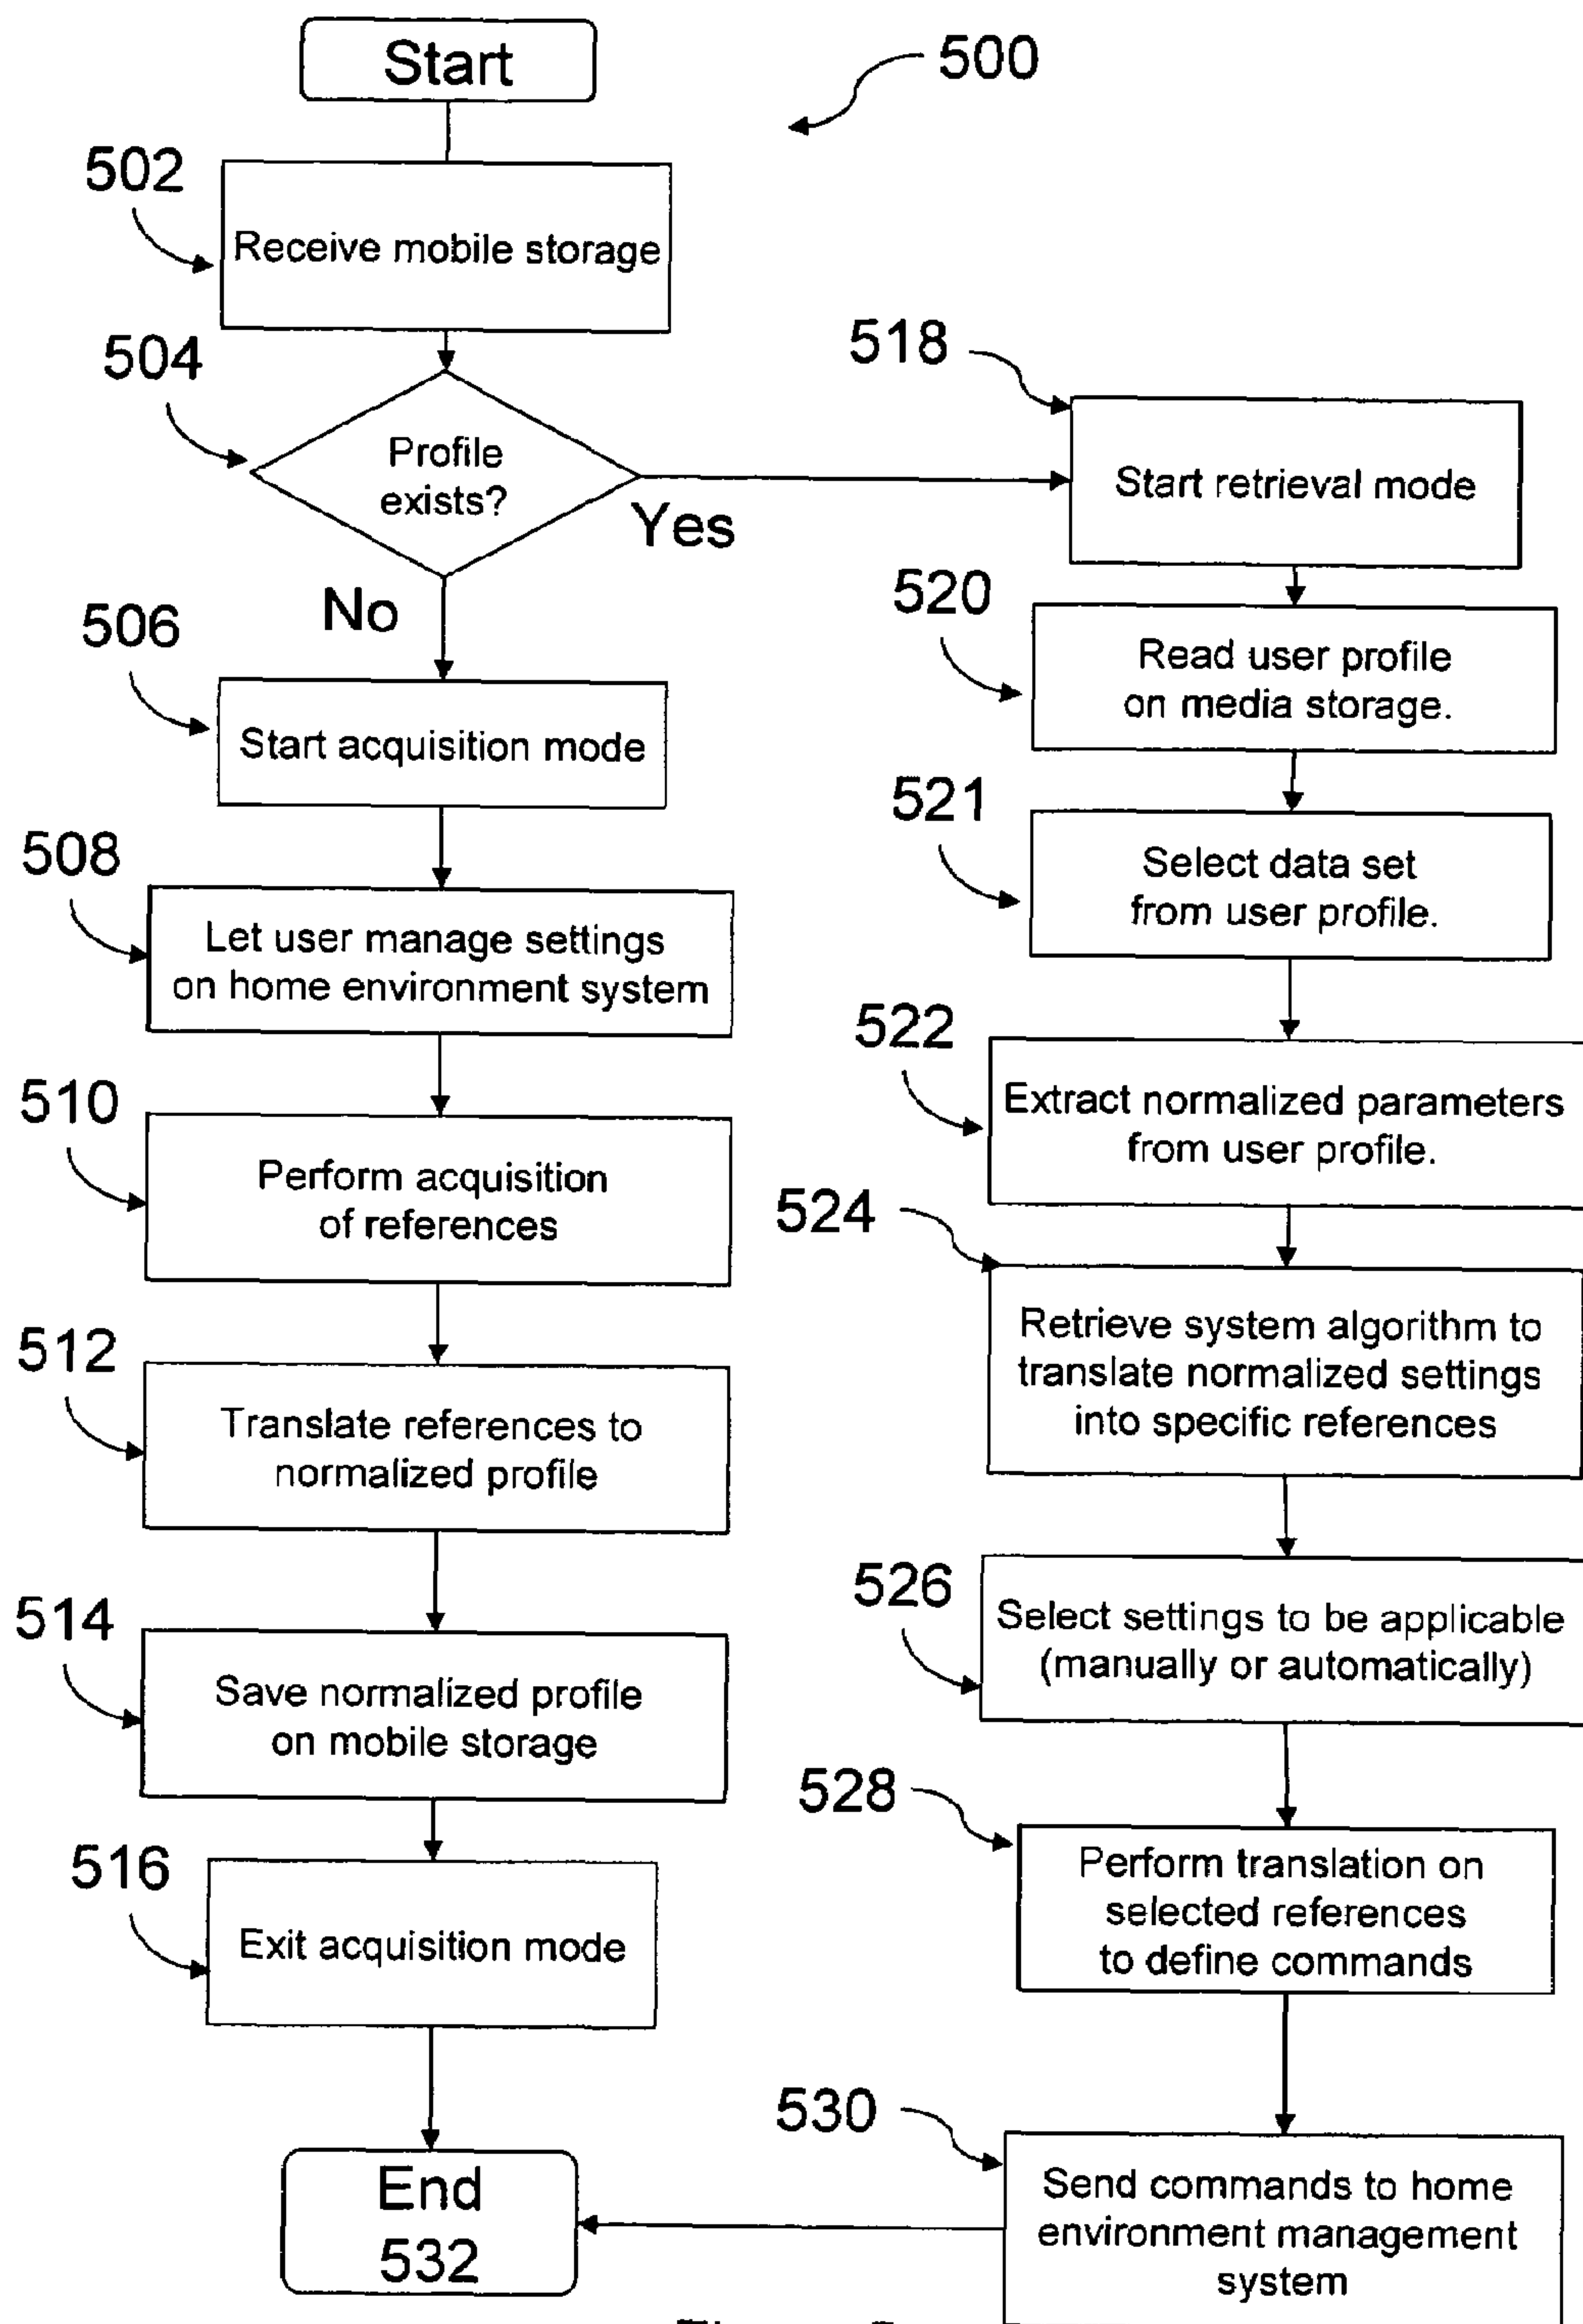 Start
500
502
Receive mobile storage
504
Profile
exists?
Yes
No
506
Start acquisition mode
508
Let user manage settings
on home environment system
510
Perform acquisition
of references
512
Translate references to
normalized profile
514
Save normalized profile
on mobile storage
516
Exit acquisition mode
End
532
518
Start retrieval mode
520
Read user profile
on media storage.
521
Select data set
from user profile.
522
Extract normalized parameters
from user profile.
524
Retrieve system algorithm to
translate normalized settings
into specific references
526
Select settings to be applicable
(manually or automatically)
528
Perform translation on
selected references
to define commands
530
Send commands to home
environment management
system